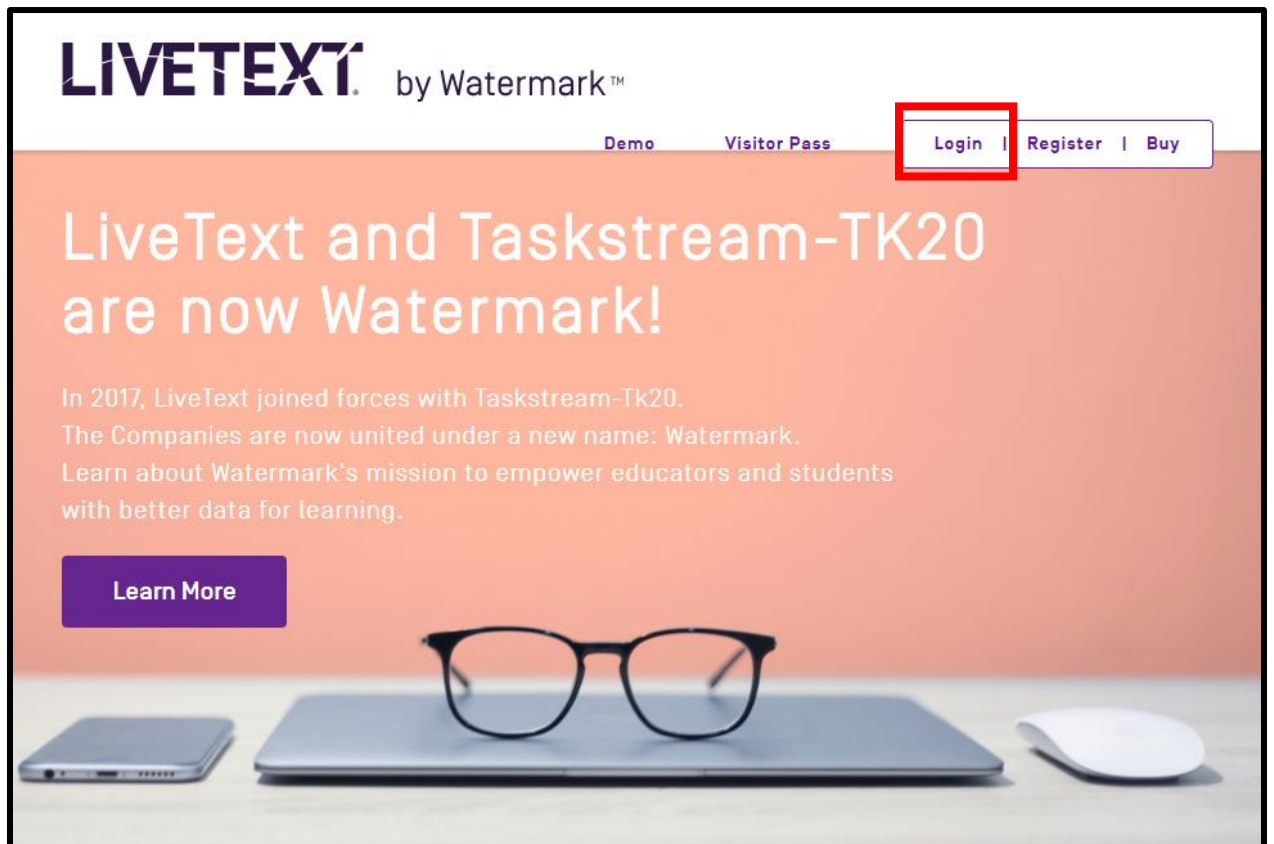 LIVETEXT® by Watermark™
Demo Visitor Pass Login | Register | Buy
LiveText and Taskstream-TK20
are now Watermark!
In 2017, LiveText joined forces with Taskstream-Tk20.
The Companies are now united under a new name: Watermark.
Learn about Watermark's mission to empower educators and students
with better data for learning.
Learn More